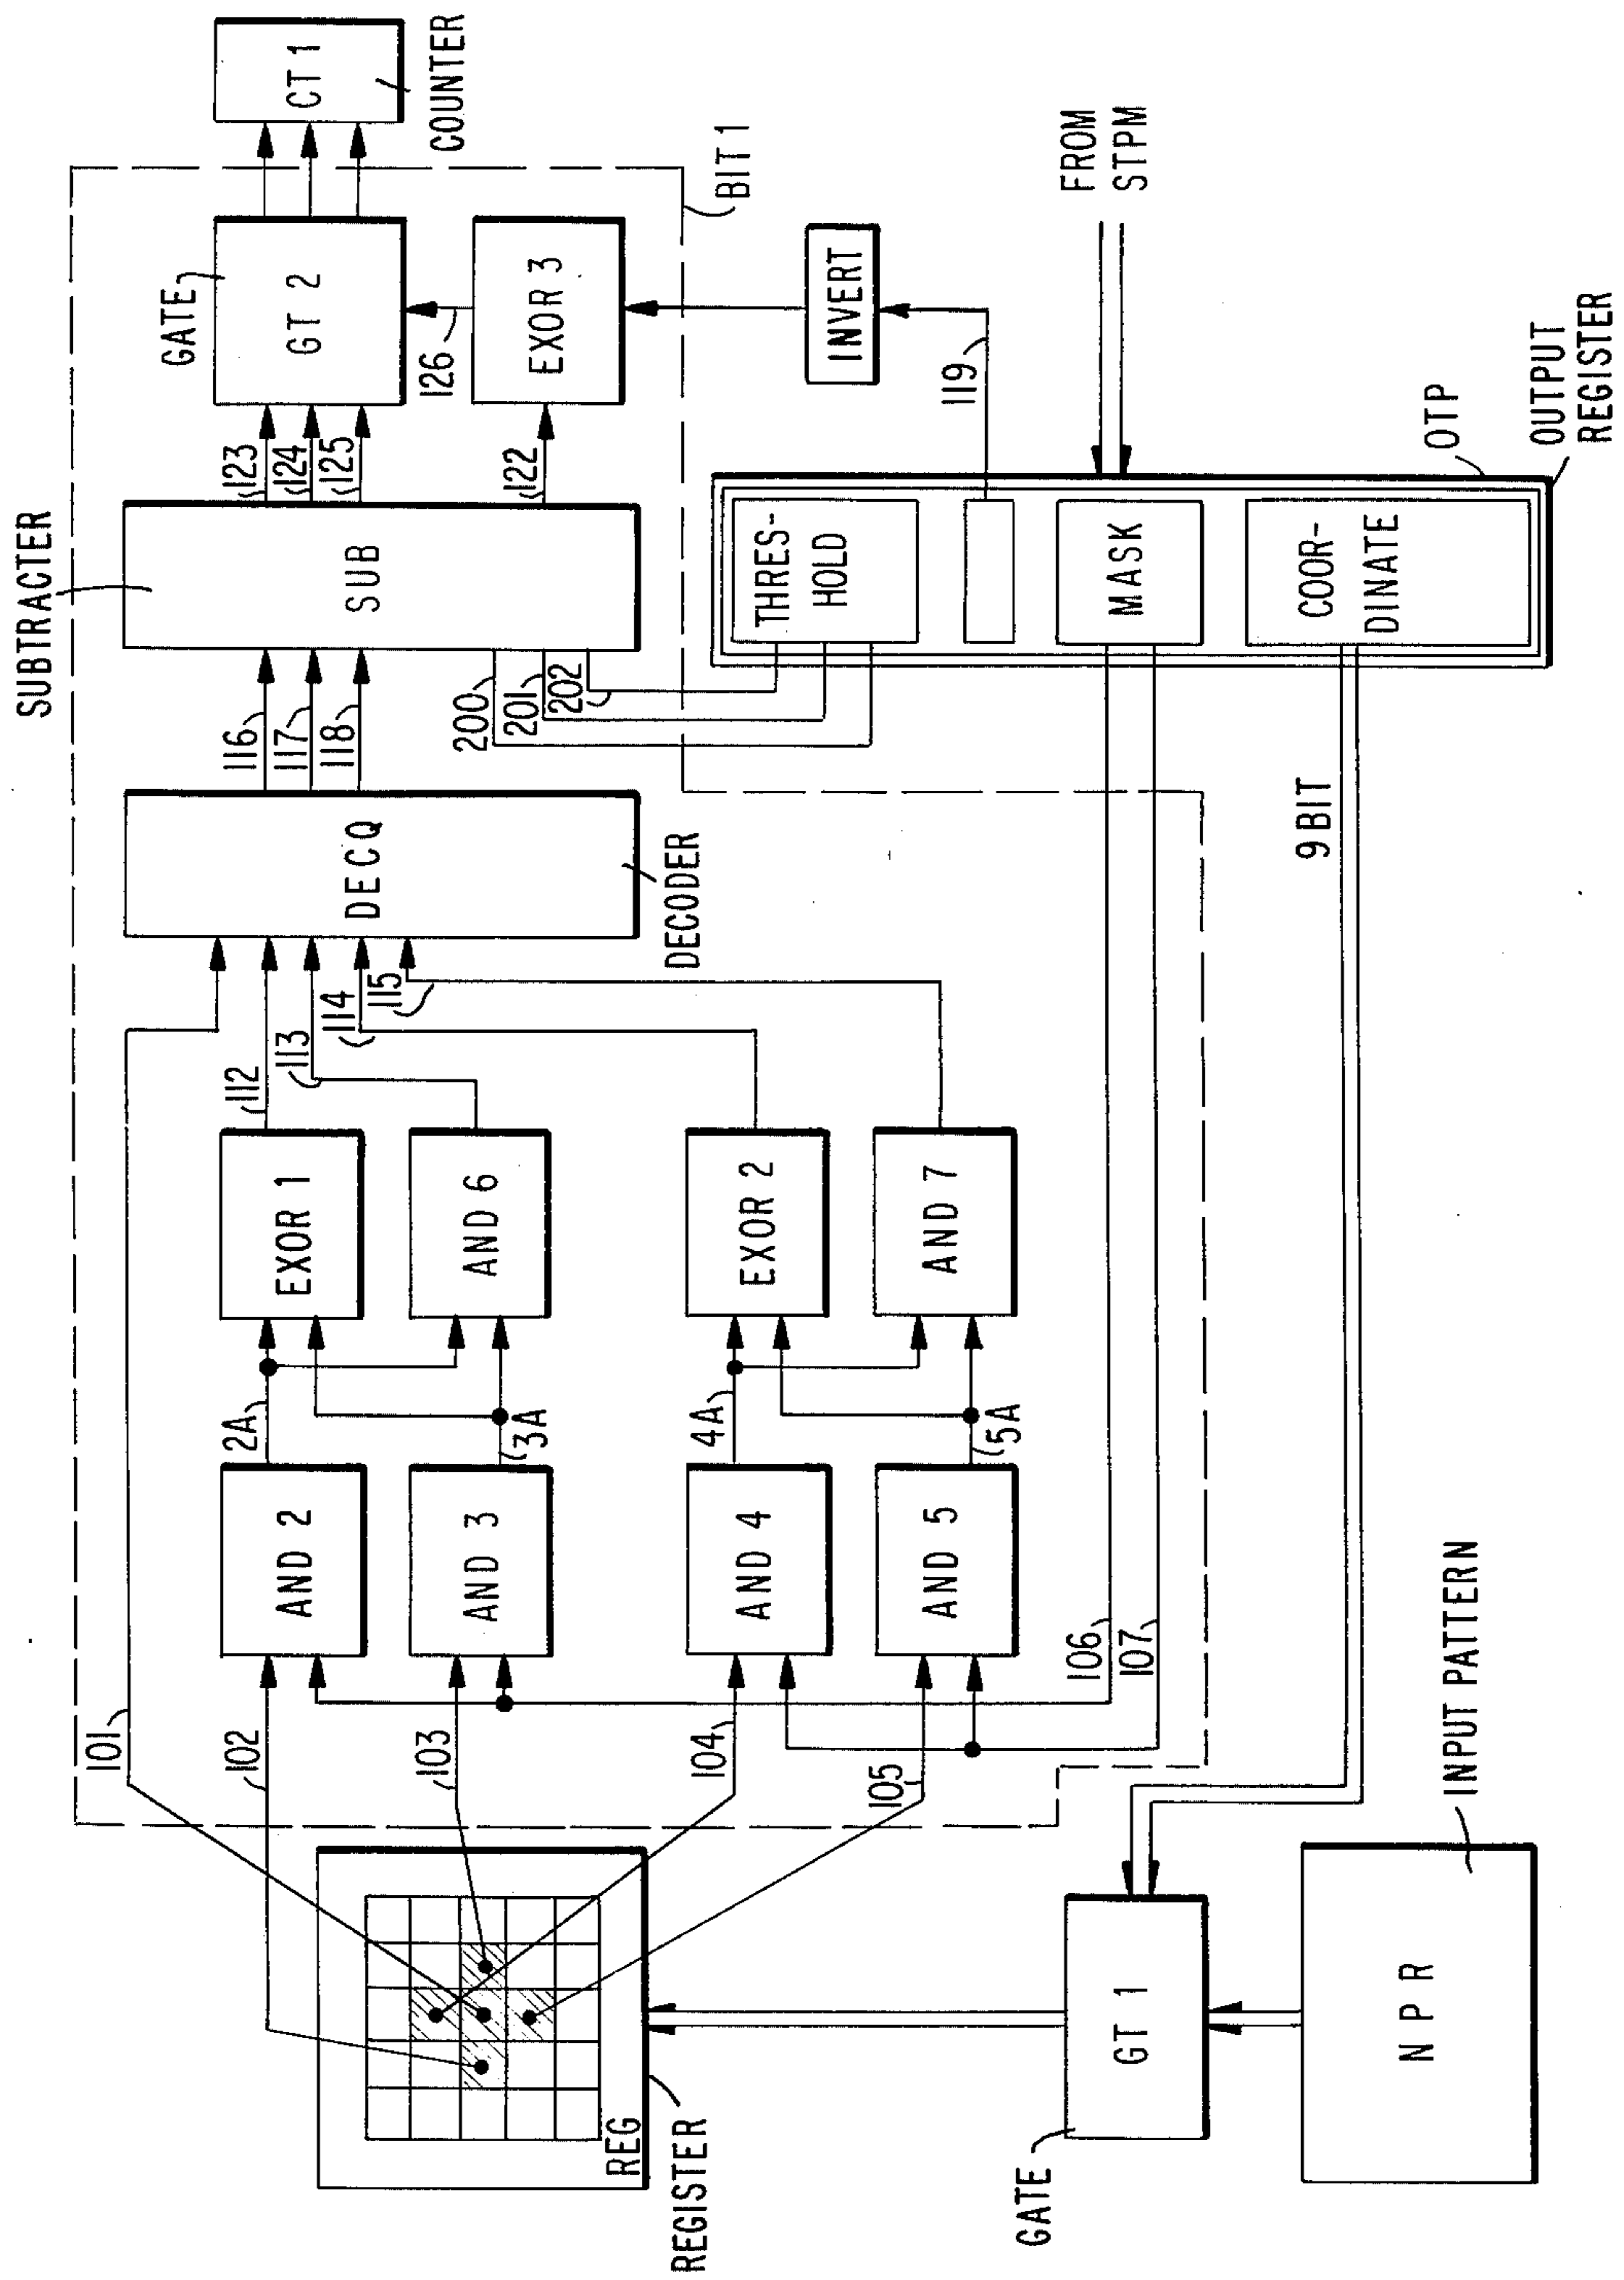 SUBTRACTER
GATE
GT 2
CT 1
COUNTER
123
124
125
126
EXOR 3
122
BIT 1
SUB
116
117
118
200
201
202
DECQ
DECODER
INVERT
119
FROM
STPM
THRES-
HOLD
MASK
COOR-
DINATE
OTP
OUTPUT
REGISTER
101
112
113
114
115
EXOR 1
AND 6
EXOR 2
AND 7
2A
3A
4A
5A
AND 2
AND 3
AND 4
AND 5
102
103
104
105
106
107
9 BIT
REG
REGISTER
GATE
GT 1
NPR
INPUT PATTERN